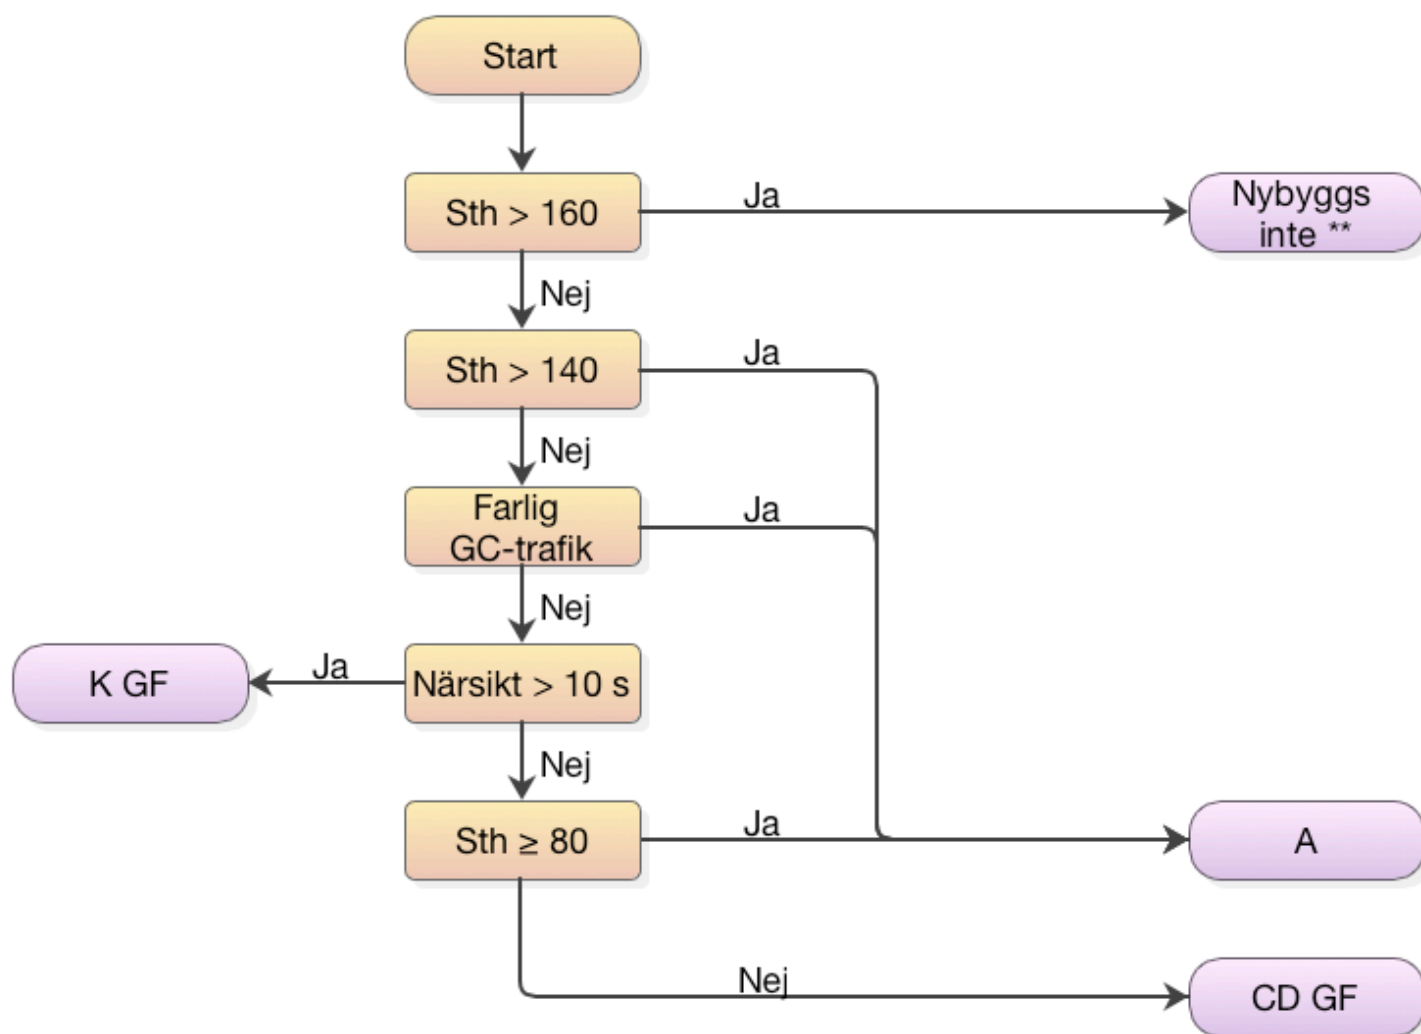 Start
Sth > 160
Ja
Nybyggs
inte **
Nej
Sth > 140
Ja
Nej
Farlig
GC-trafik
Ja
Nej
K GF
Ja
Närsikt > 10 s
Nej
Sth ≥ 80
Ja
A
Nej
CD GF